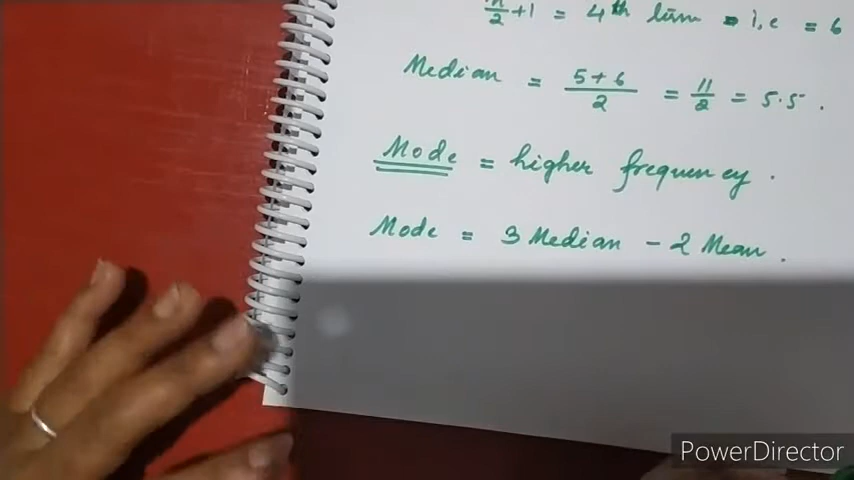 n/2 + 1 = 4th = i.e = 6
Median = 5+6/2 = 11/2 = 5.5 .
Mode = higher frequency .
Mode = 3 Median - 2 Mean .
PowerDirector